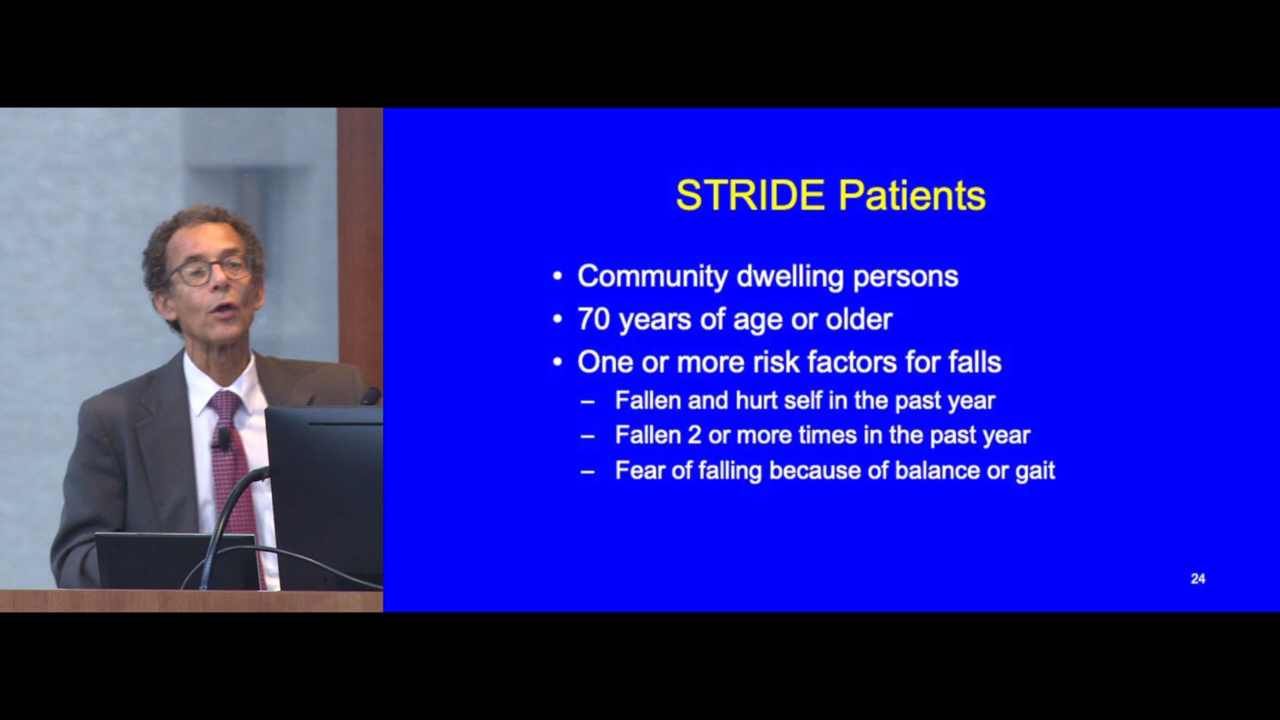 STRIDE Patients
• Community dwelling persons
• 70 years of age or older
• One or more risk factors for falls
– Fallen and hurt self in the past year
– Fallen 2 or more times in the past year
– Fear of falling because of balance or gait
24